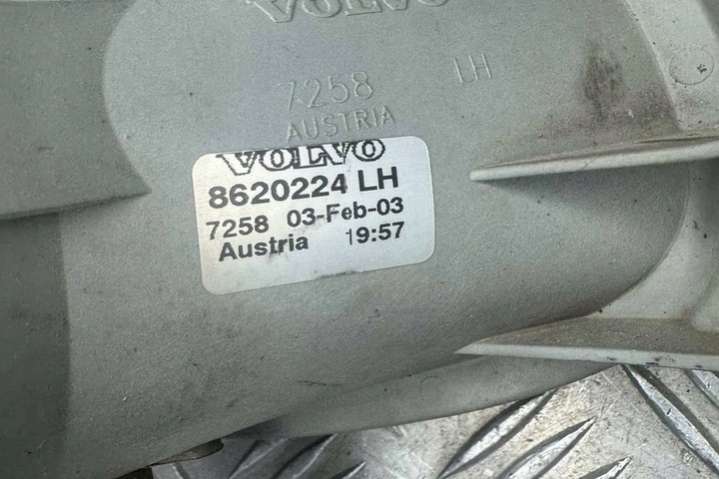 VOLVO
7258 LH
AUSTRIA
VOLVO
8620224 LH
7258 03-Feb-03
Austria 19:57